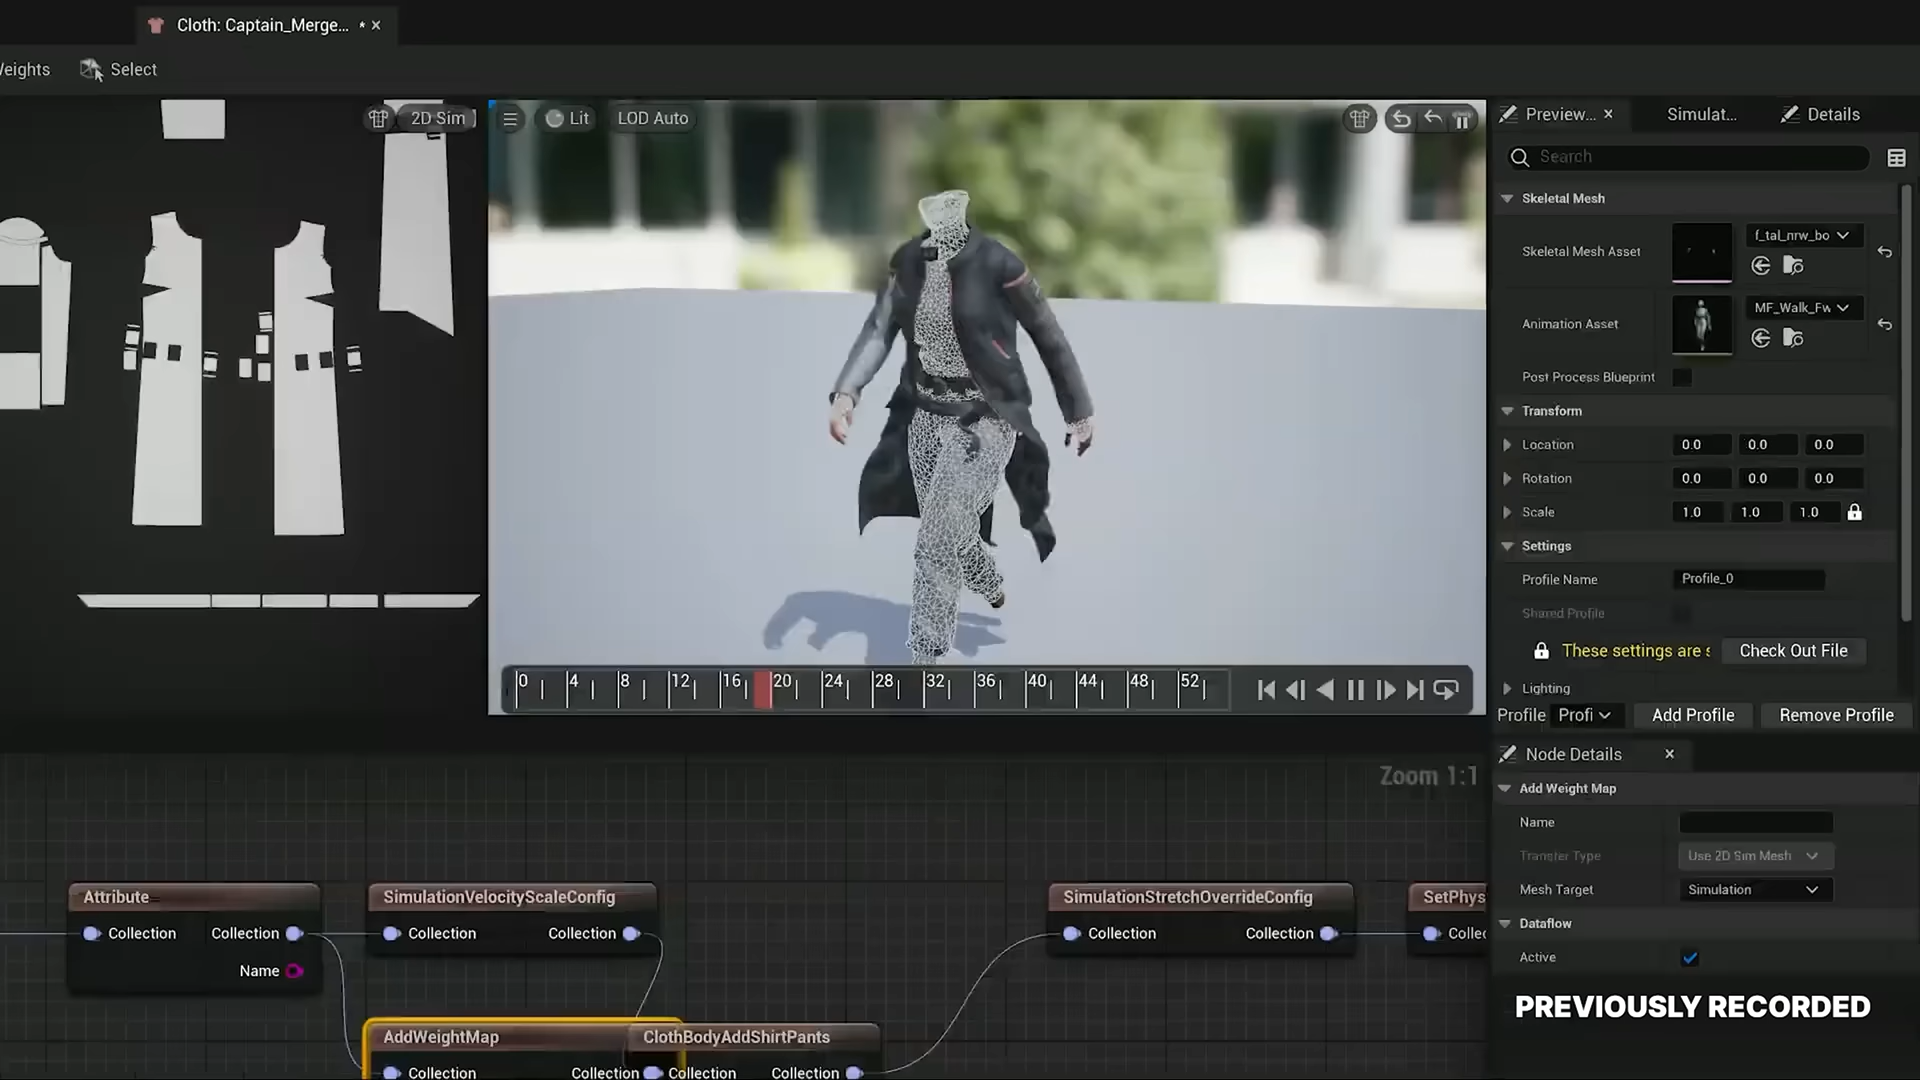 Cloth: Captain_Merge... *
eights
Select
2D Sim
Lit
LOD Auto
Preview...
Simulat...
Details
Search
Skeletal Mesh
Skeletal Mesh Asset
f_tal_nrw_bo
Animation Asset
MF_Walk_Fw
Post Process Blueprint
Transform
Location 0.0 0.0 0.0
Rotation 0.0 0.0 0.0
Scale 1.0 1.0 1.0
Settings
Profile Name Profile_0
Shared Profile
These settings are s Check Out File
Lighting
Profile Profi Add Profile Remove Profile
0 4 8 12 16 20 24 28 32 36 40 44 48 52
Zoom 1:1
Node Details
Add Weight Map
Name
Transfer Type Use 2D Sim Mesh
Mesh Target Simulation
Dataflow
Active
PREVIOUSLY RECORDED
Attribute
Collection Collection
Name
SimulationVelocityScaleConfig
Collection Collection
SimulationStretchOverrideConfig
Collection Collection
SetPhys
Collec
AddWeightMap
Collection Collection
ClothBodyAddShirtPants
Collection Collection